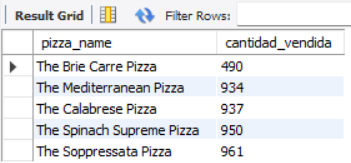 Result Grid Filter Rows:
pizza_name cantidad_vendida
The Brie Carre Pizza 490
The Mediterranean Pizza 934
The Calabrese Pizza 937
The Spinach Supreme Pizza 950
The Soppressata Pizza 961